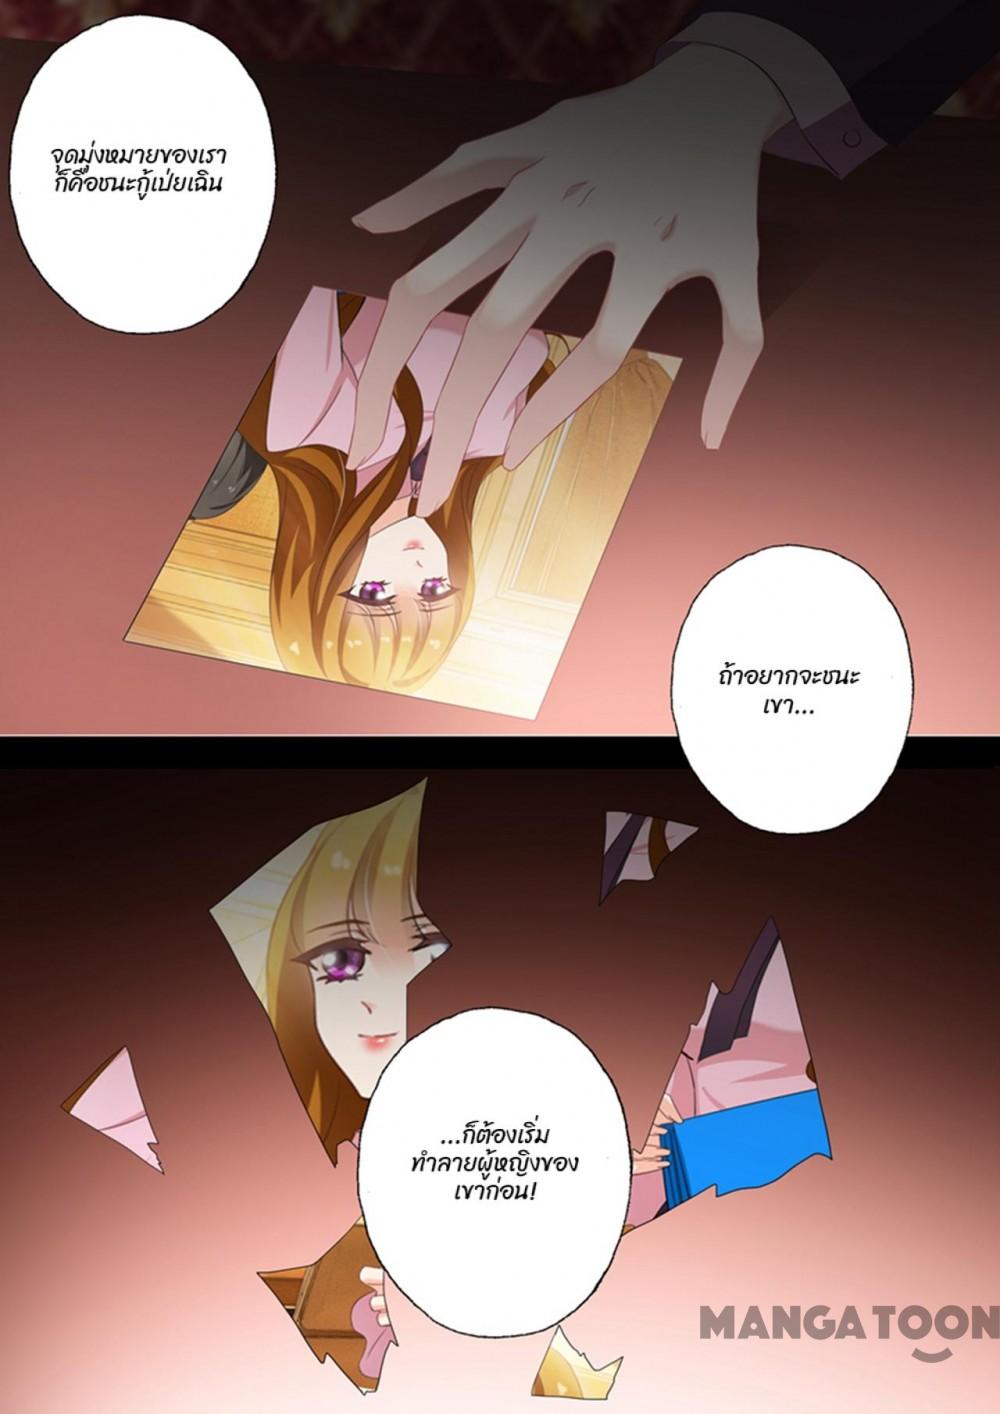 จุดมุ่งหมายของเรา
ก็คือชนะกู้เป่ยเฉิน
ถ้าอยากจะชนะ
เขา...
...ก็ต้องเริ่ม
ทำลายผู้หญิงของ
เขาก่อน!
MANGATOON